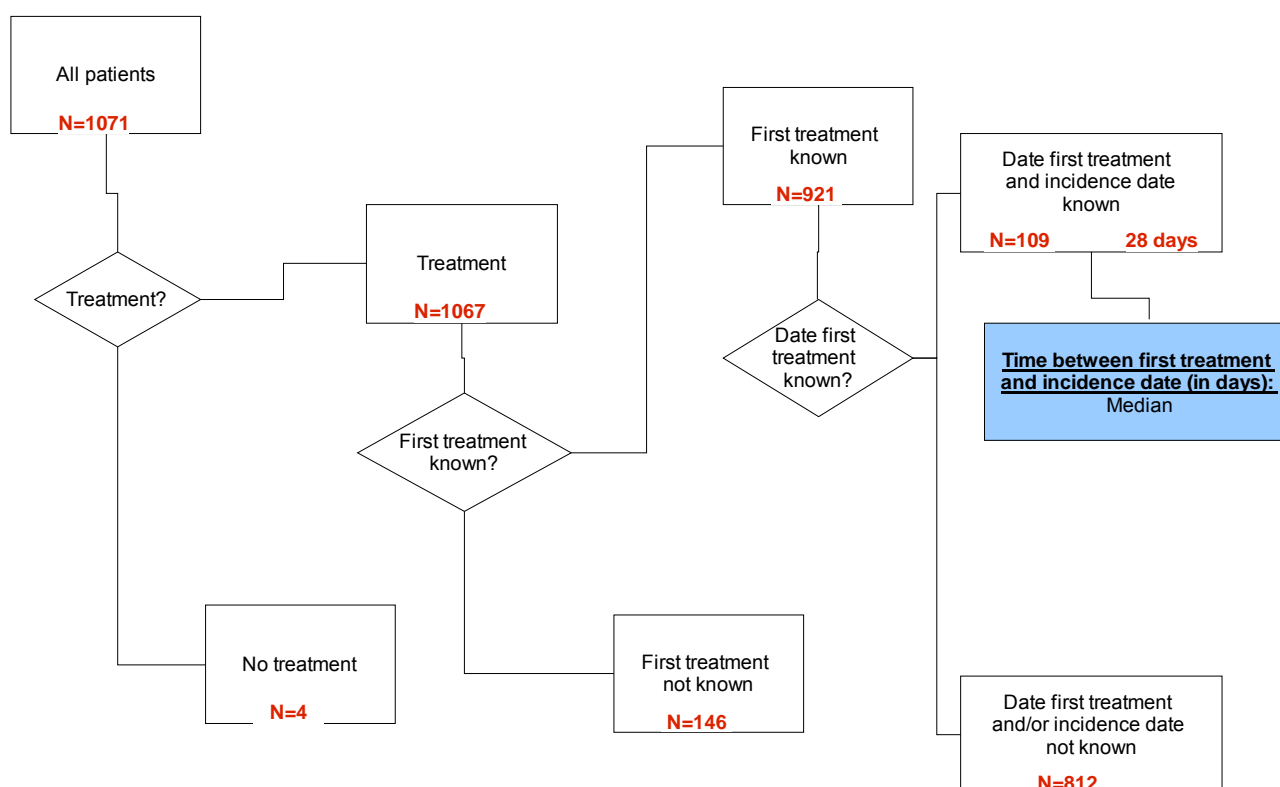 All patients
N=1071
Treatment?
Treatment
N=1067
First treatment
known?
First treatment
known
N=921
Date first
treatment
known?
Date first treatment
and incidence date
known
N=109 28 days
Time between first treatment
and incidence date (in days):
Median
No treatment
N=4
First treatment
not known
N=146
Date first treatment
and/or incidence date
not known
N=812